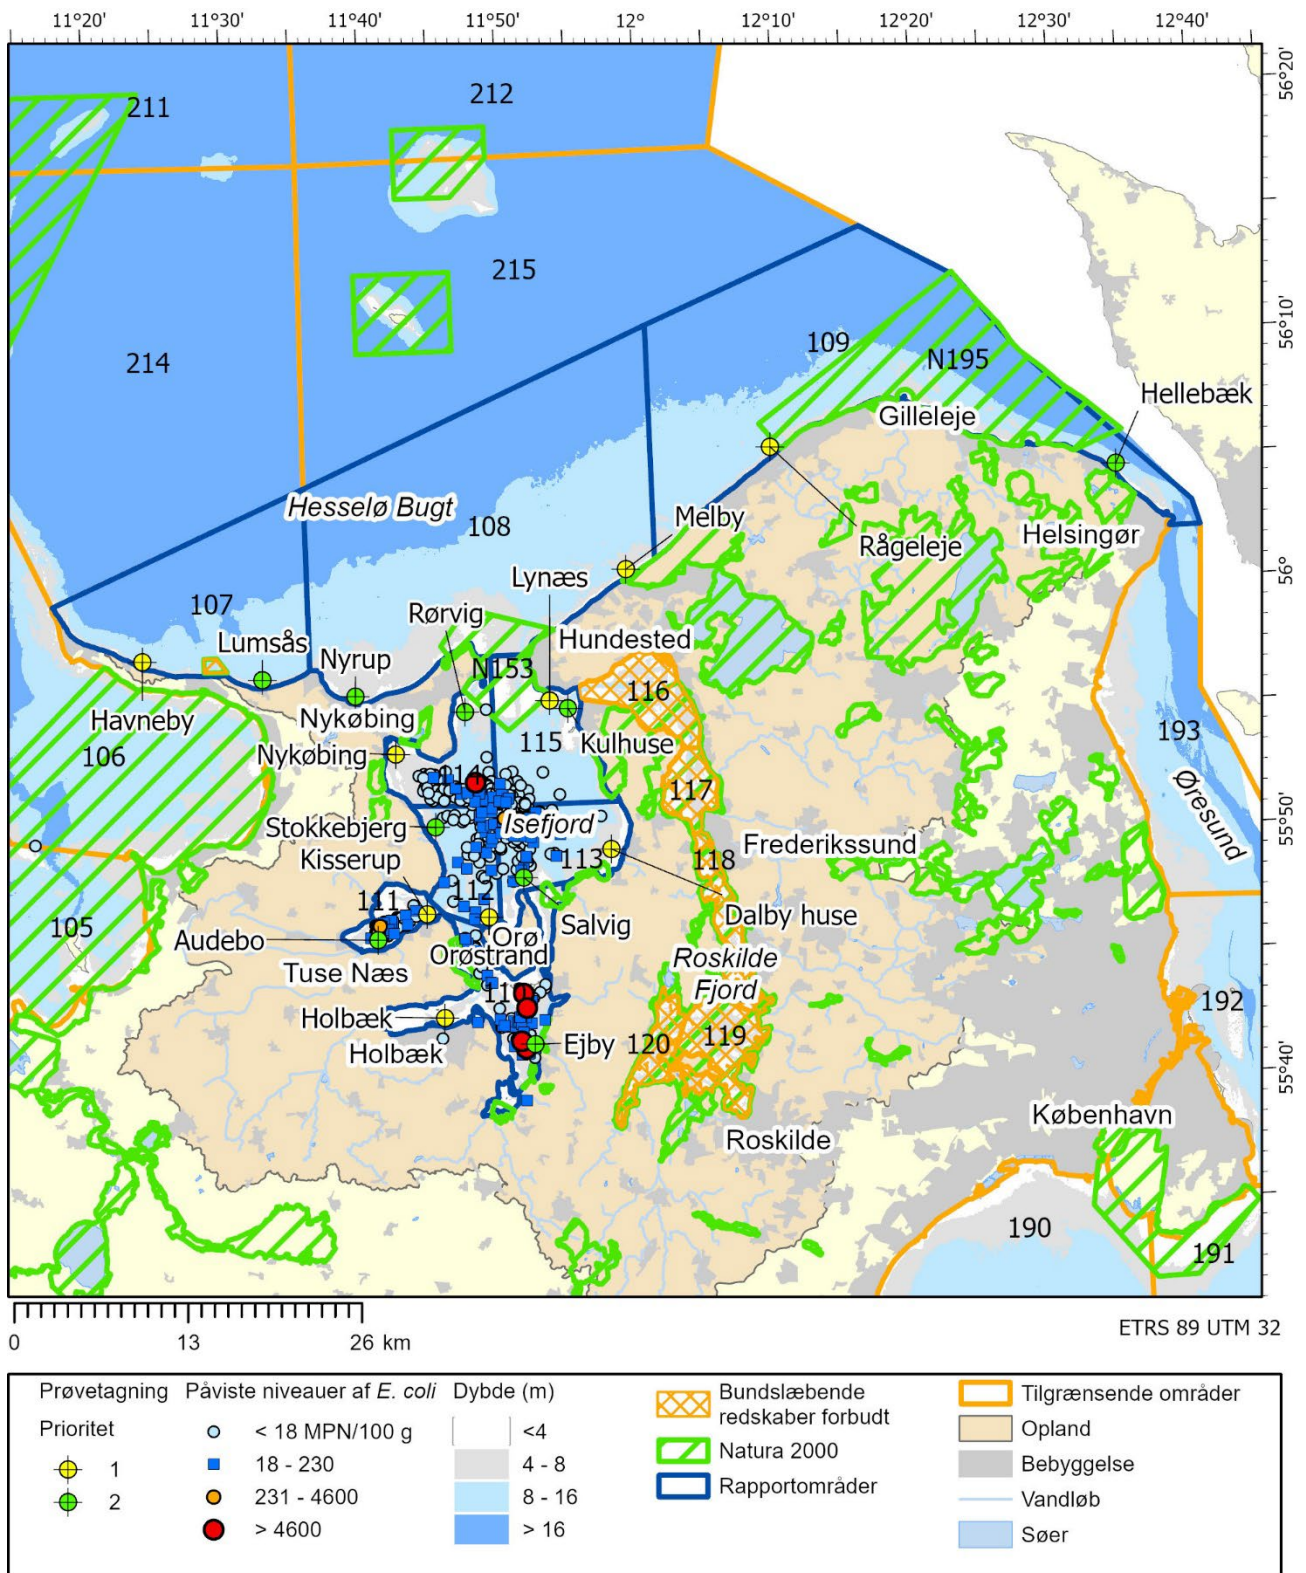 11°20' 11°30' 11°40' 11°50' 12° 12°10' 12°20' 12°30' 12°40'
56°20'
56°10'
56°
55°50'
55°40'
211
212
215
214
109
N195
Gilleleje
Hellebæk
Hesselø Bugt
108
Melby
Rågeleje
Helsingør
Lynæs
107
Rørvig
Lumsås
Nyrup
Hundested
N153
116
193
Havneby
Nykøbing
106
Nykøbing
115
Kulhuse
Øresund
114
117
Stokkebjerg
Isefjord
Kisserup
113
118
Frederikssund
111
112
Dalby huse
105
Audebo
Salvig
Orø
Orøstrand
Tuse Næs
Roskilde
Fjord
192
Holbæk
Holbæk
Ejby
120
119
København
Roskilde
190
191
0 13 26 km
ETRS 89 UTM 32
Prøvetagning
Prioritet
1
2
Påviste niveauer af E. coli
< 18 MPN/100 g
18 - 230
231 - 4600
> 4600
Dybde (m)
<4
4 - 8
8 - 16
> 16
Bundslæbende
redskaber forbudt
Natura 2000
Rapportområder
Tilgrænsende områder
Opland
Bebyggelse
Vandløb
Søer